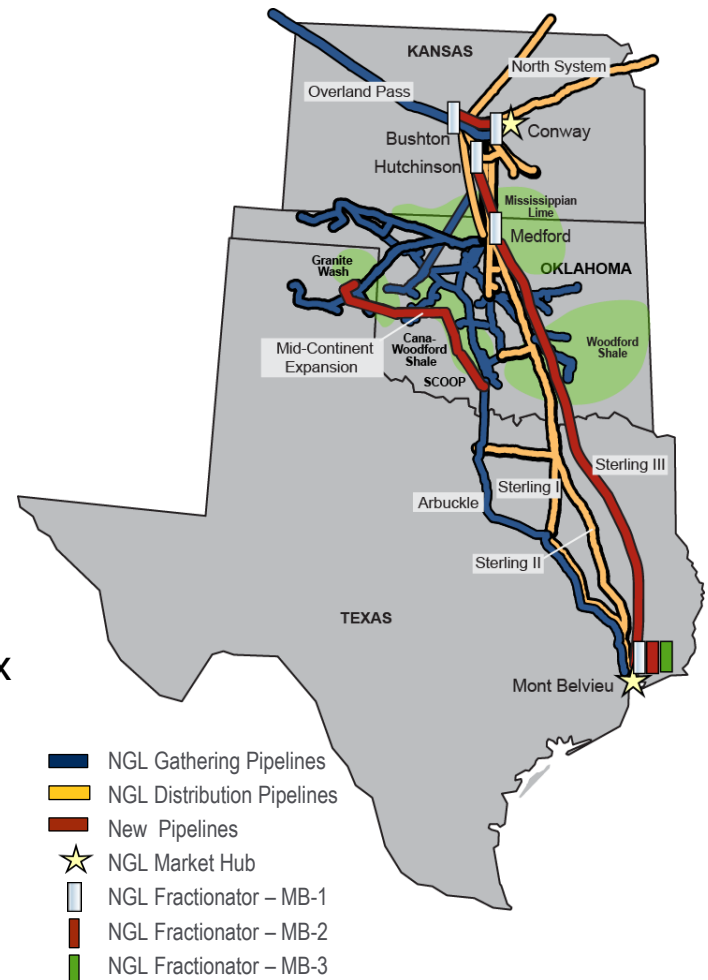 KANSAS
North System
Overland Pass
Bushton
Conway
Hutchinson
Mississippian
Lime
Medford
Granite
Wash
OKLAHOMA
Mid-Continent
Expansion
Cana-
Woodford
Shale
Woodford
Shale
SCOOP
Sterling III
Arbuckle
Sterling I
Sterling II
TEXAS
x
Mont Belvieu
NGL Gathering Pipelines
NGL Distribution Pipelines
New Pipelines
NGL Market Hub
NGL Fractionator – MB-1
NGL Fractionator – MB-2
NGL Fractionator – MB-3